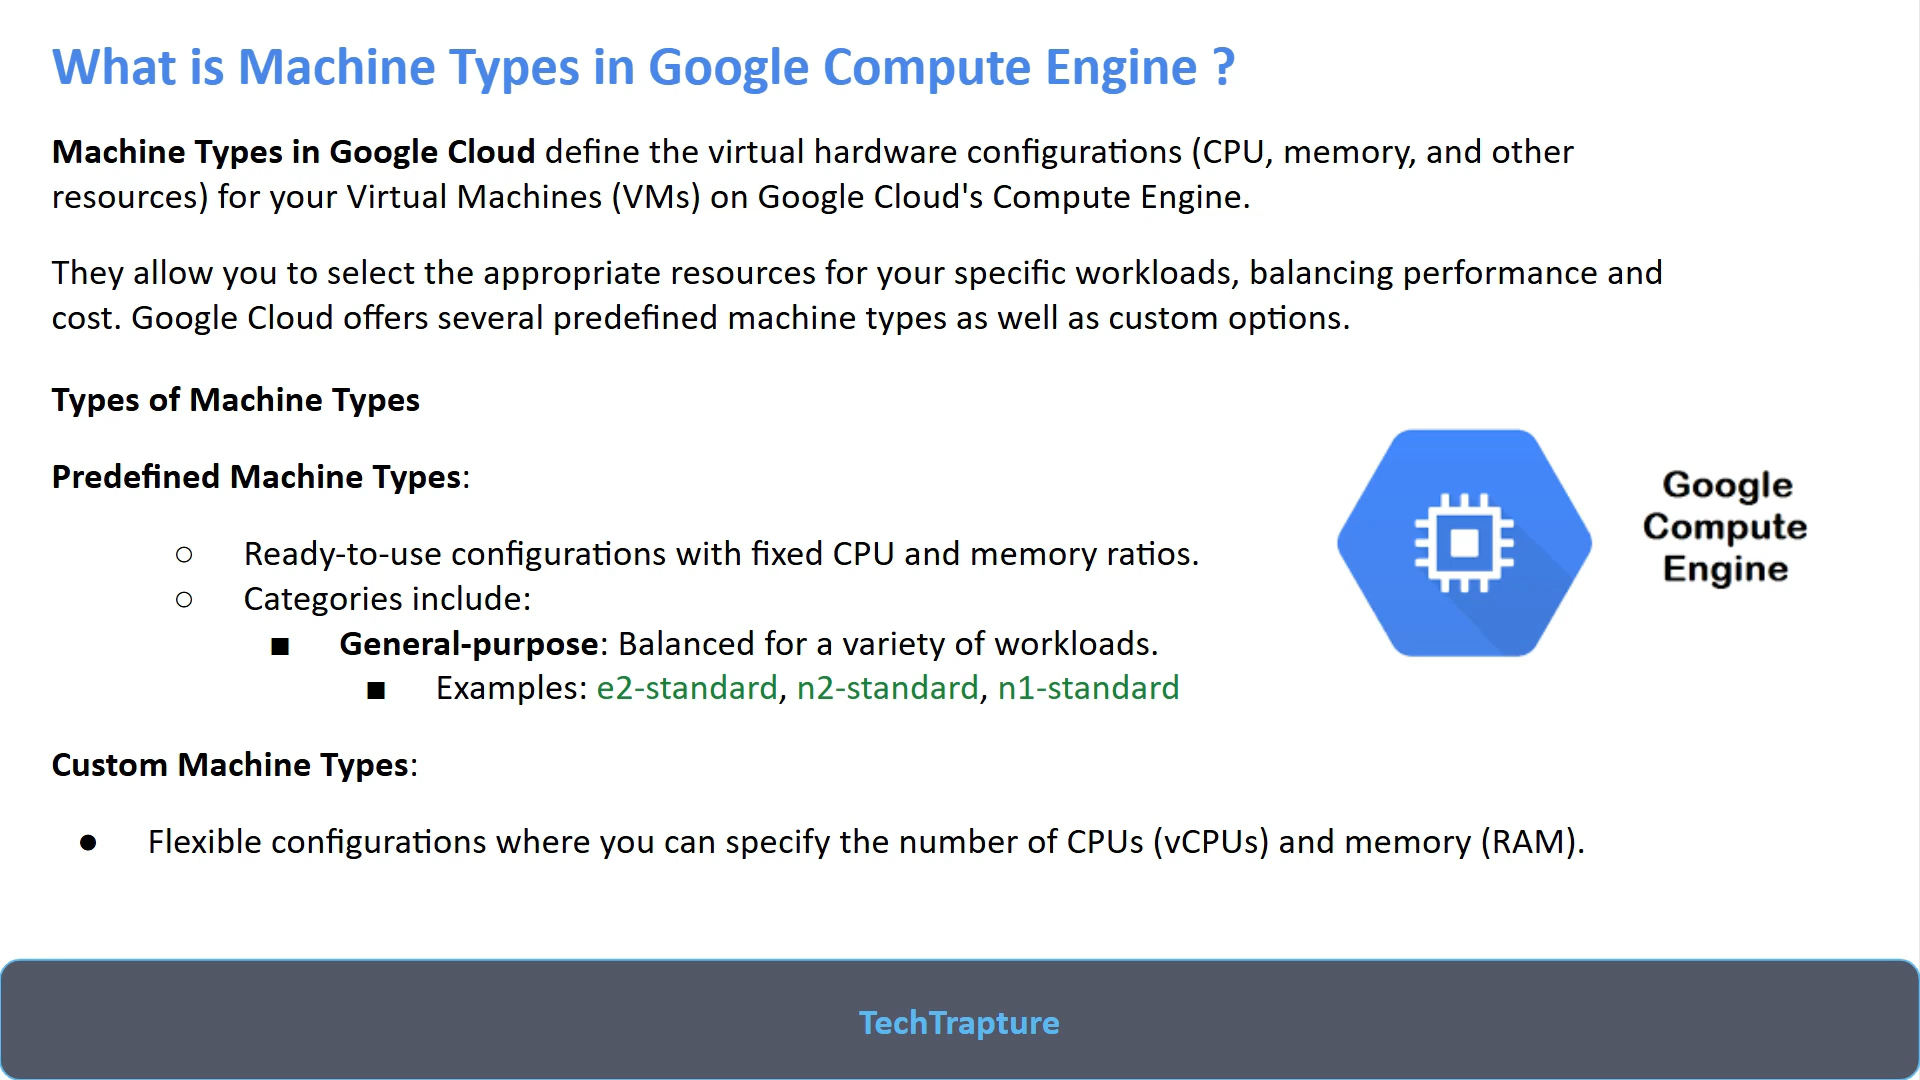 What is Machine Types in Google Compute Engine ?
Machine Types in Google Cloud define the virtual hardware configurations (CPU, memory, and other
resources) for your Virtual Machines (VMs) on Google Cloud's Compute Engine.
They allow you to select the appropriate resources for your specific workloads, balancing performance and
cost. Google Cloud offers several predefined machine types as well as custom options.
Types of Machine Types
Predefined Machine Types:
○ Ready-to-use configurations with fixed CPU and memory ratios.
○ Categories include:
■ General-purpose: Balanced for a variety of workloads.
■ Examples: e2-standard, n2-standard, n1-standard
Google
Compute
Engine
Custom Machine Types:
● Flexible configurations where you can specify the number of CPUs (vCPUs) and memory (RAM).
TechTrapture